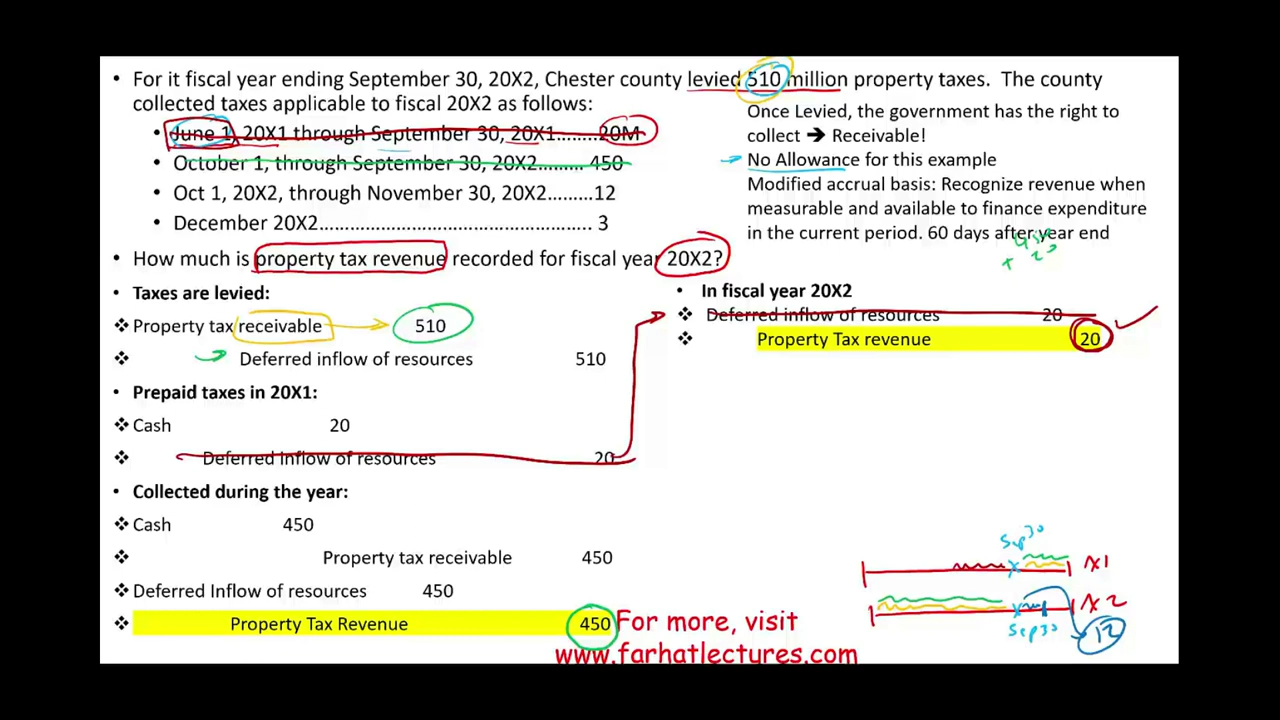 • For it fiscal year ending September 30, 20X2, Chester county levied 510 million property taxes. The county
collected taxes applicable to fiscal 20X2 as follows:
• June 1, 20X1 through September 30, 20X1........20M
• October 1, through September 30, 20X2......... 450
• Oct 1, 20X2, through November 30, 20X2.........12
• December 20X2...................................................... 3
• How much is property tax revenue recorded for fiscal year 20X2?
Once Levied, the government has the right to
collect ➔ Receivable!
No Allowance for this example
Modified accrual basis: Recognize revenue when
measurable and available to finance expenditure
in the current period. 60 days after year end
• Taxes are levied:
❖ Property tax receivable 510
❖ Deferred inflow of resources 510
• Prepaid taxes in 20X1:
❖ Cash 20
❖ Deferred Inflow of resources 20
• Collected during the year:
❖ Cash 450
❖ Property tax receivable 450
❖ Deferred Inflow of resources 450
❖ Property Tax Revenue 450
• In fiscal year 20X2
❖ Deferred inflow of resources 20
❖ Property Tax revenue 20
Sep 30
X1
X2
Sep 30
12
For more, visit
www.farhatlectures.com